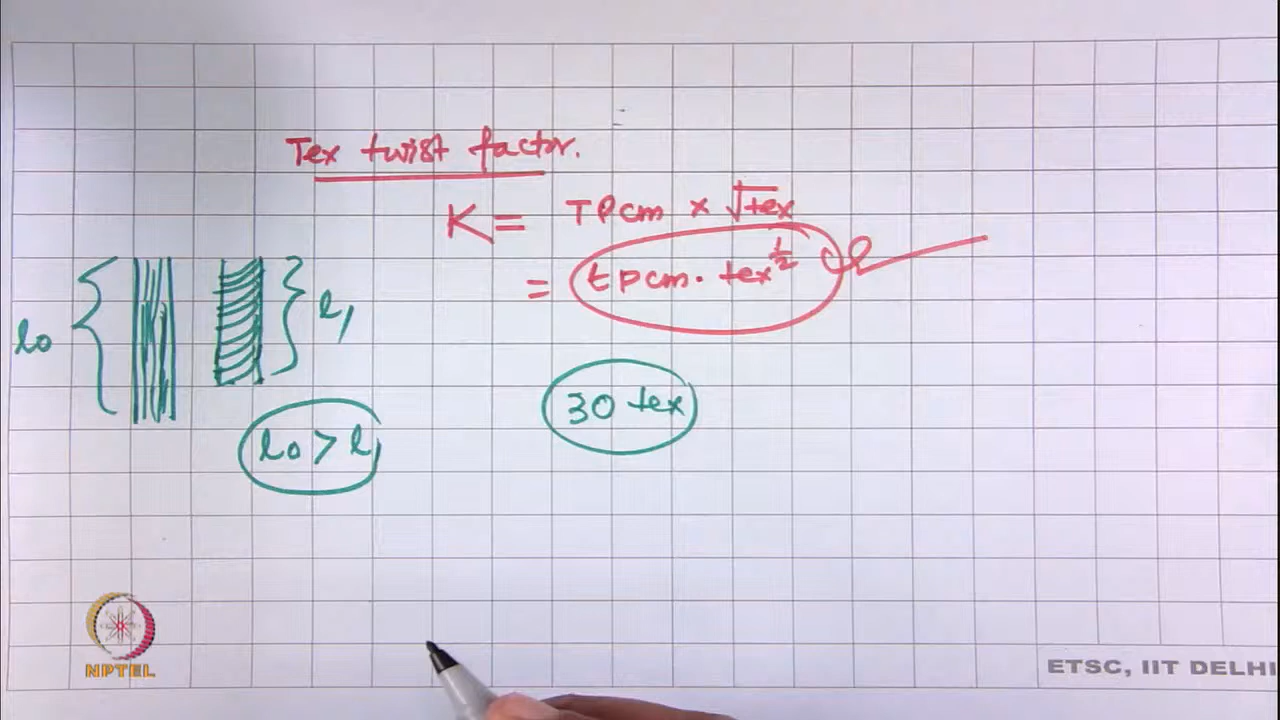 Tex twist factor.
K = TPcm × √tex
= tpcm. tex^½
l0
l1
l0 > l1
30 tex
NPTEL
ETSC, IIT DELHI